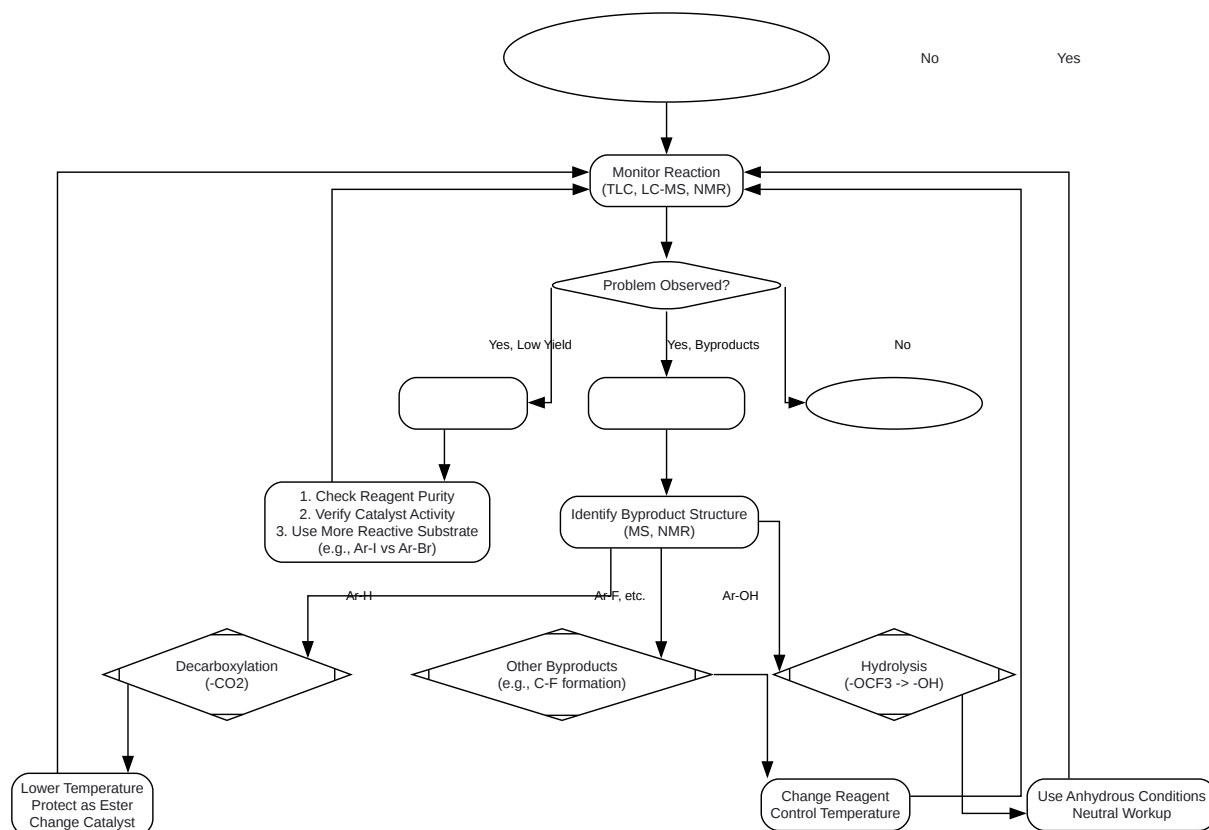 No
Yes
Monitor Reaction
(TLC, LC-MS, NMR)
Problem Observed?
Yes, Low Yield
Yes, Byproducts
No
1. Check Reagent Purity
2. Verify Catalyst Activity
3. Use More Reactive Substrate
(e.g., Ar-I vs Ar-Br)
Identify Byproduct Structure
(MS, NMR)
Ar-H
Ar-F, etc.
Ar-OH
Decarboxylation
(-CO2)
Other Byproducts
(e.g., C-F formation)
Hydrolysis
(-OCF3 -> -OH)
Lower Temperature
Protect as Ester
Change Catalyst
Change Reagent
Control Temperature
Use Anhydrous Conditions
Neutral Workup